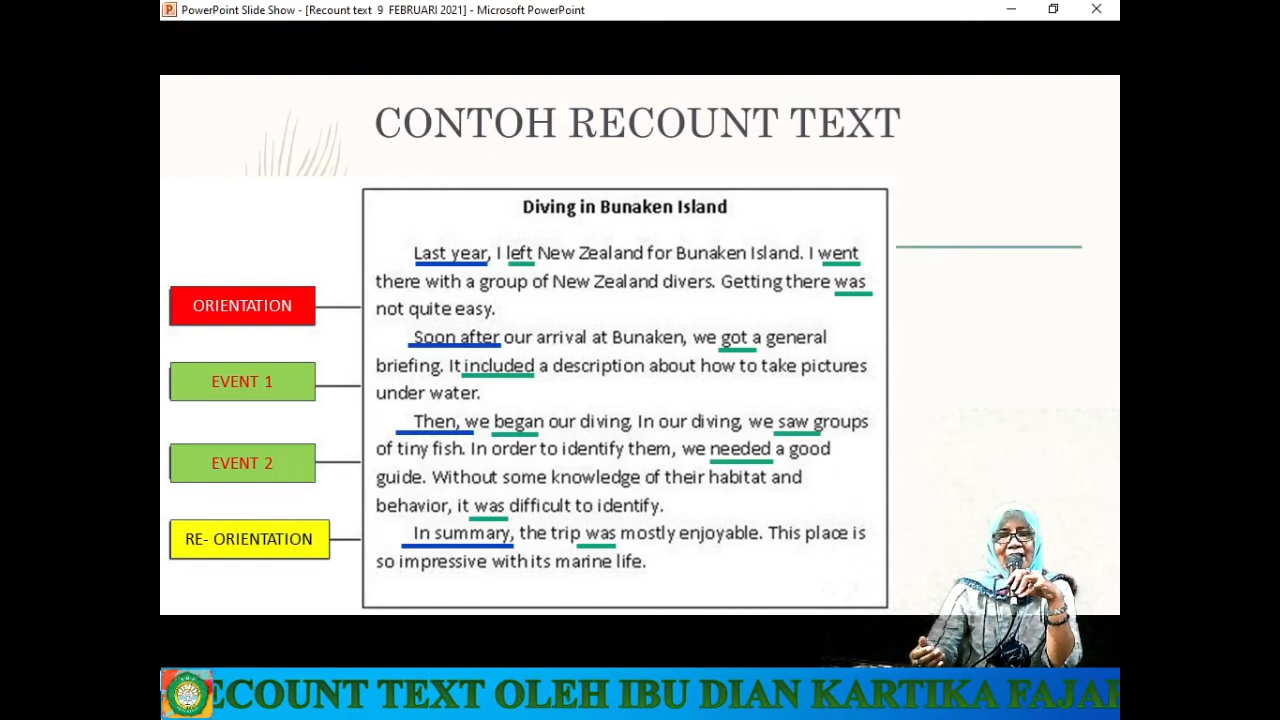 PowerPoint Slide Show - [Recount text 9 FEBRUARI 2021] - Microsoft PowerPoint
CONTOH RECOUNT TEXT
Diving in Bunaken Island
Last year, I left New Zealand for Bunaken Island. I went
there with a group of New Zealand divers. Getting there was
not quite easy.
Soon after our arrival at Bunaken, we got a general
briefing. It included a description about how to take pictures
under water.
Then, we began our diving. In our diving, we saw groups
of tiny fish. In order to identify them, we needed a good
guide. Without some knowledge of their habitat and
behavior, it was difficult to identify.
In summary, the trip was mostly enjoyable. This place is
so impressive with its marine life.
ORIENTATION
EVENT 1
EVENT 2
RE- ORIENTATION
ECOUNT TEXT OLEH IBU DIAN KARTIKA FAJAR